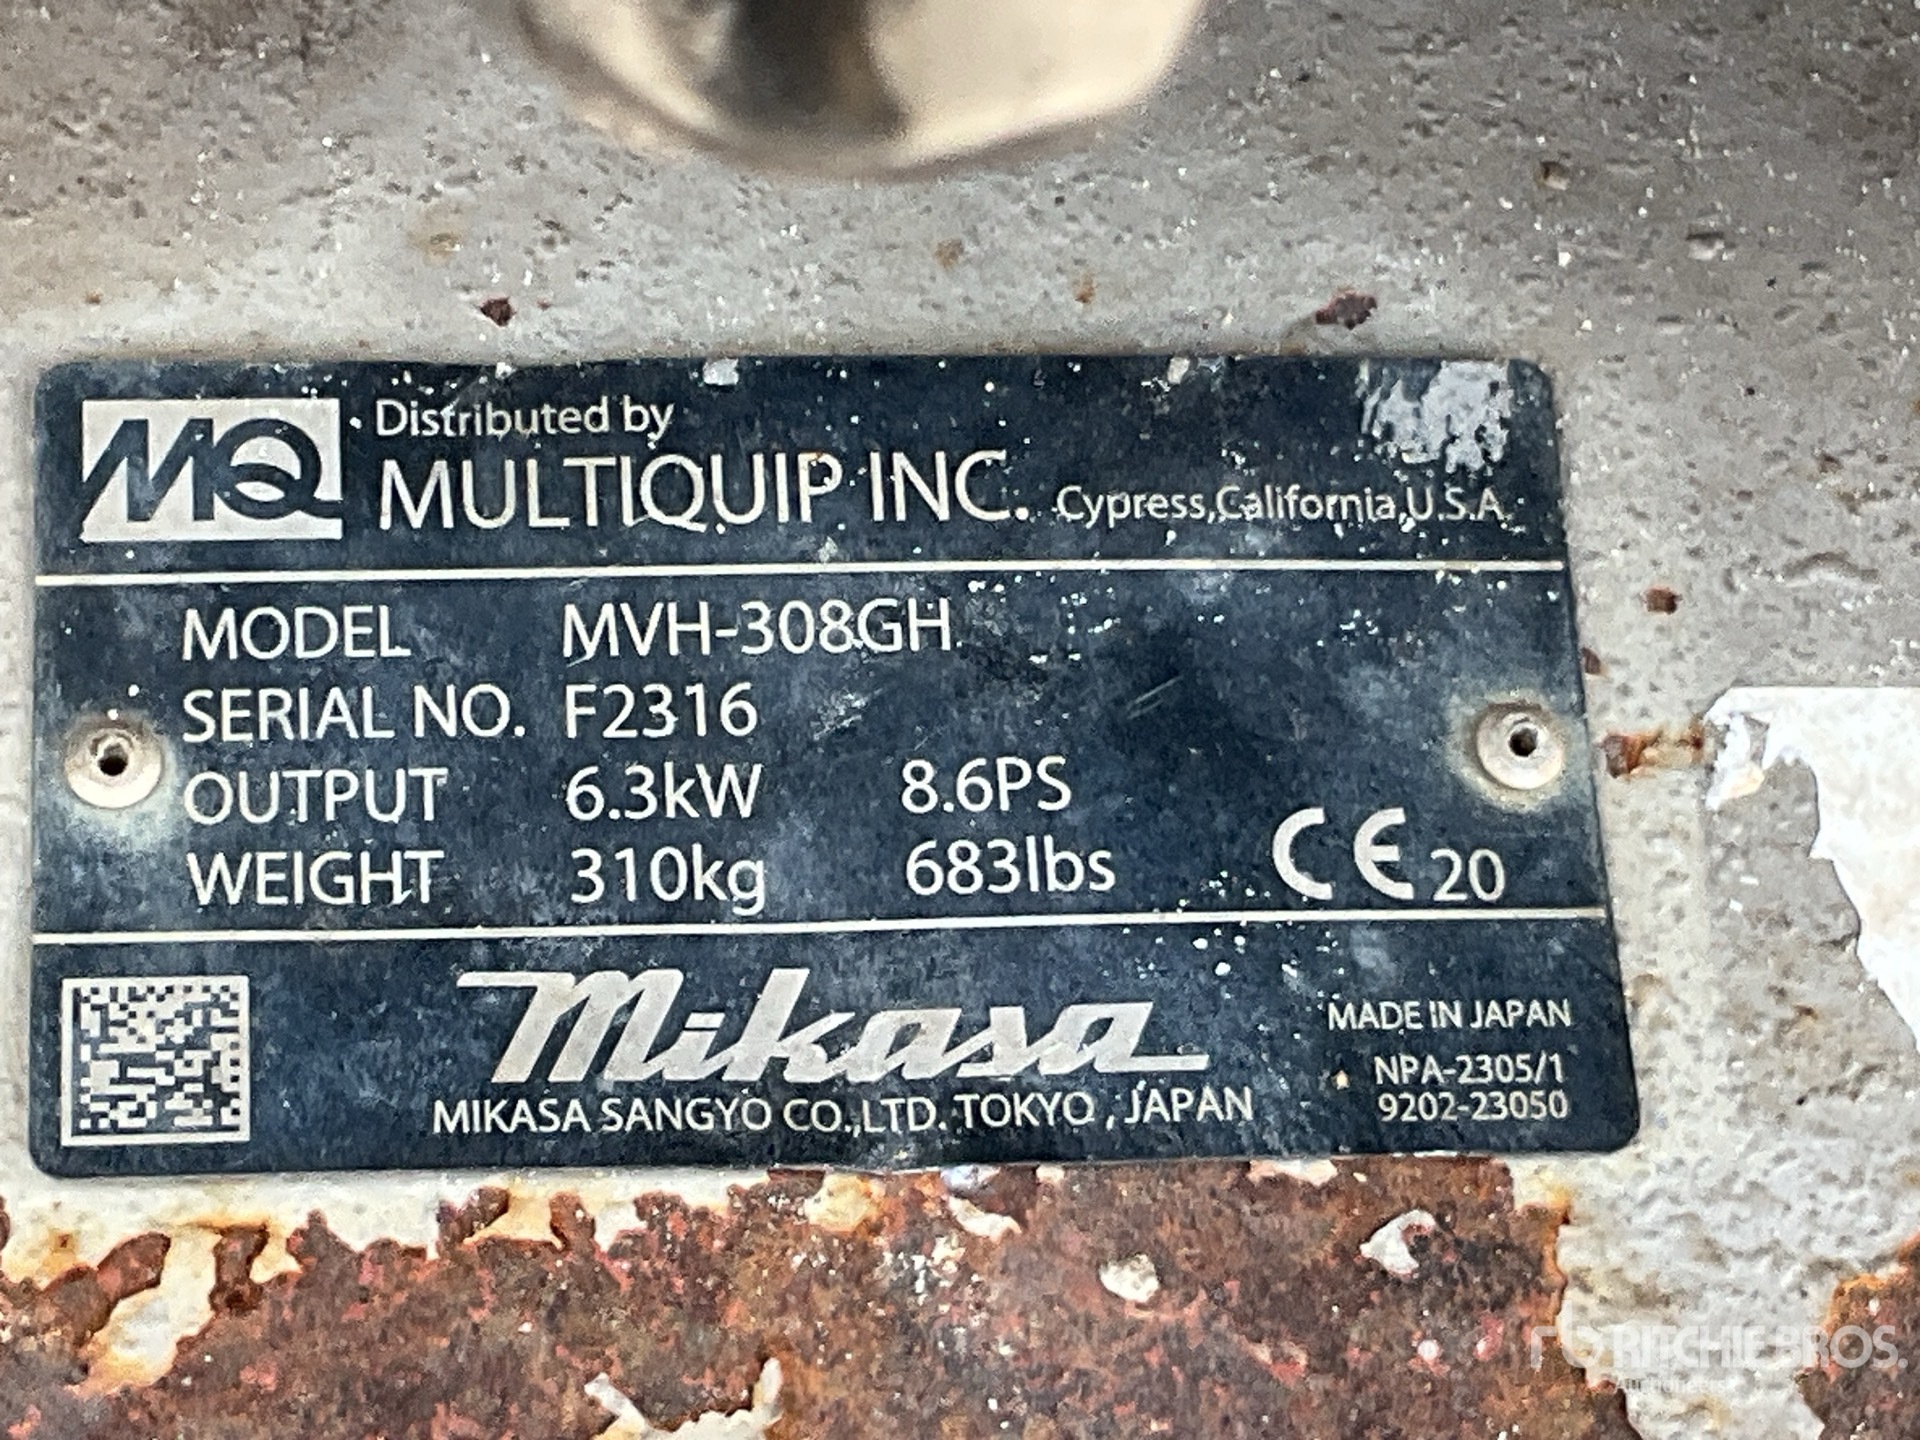 MQ
Distributed by
MULTIQUIP INC. Cypress,California,U.S.A.
MODEL MVH-308GH
SERIAL NO. F2316
OUTPUT 6.3kW 8.6PS
WEIGHT 310kg 683lbs
CE 20
Mikasa
MIKASA SANGYO CO.,LTD. TOKYO, JAPAN
MADE IN JAPAN
NPA-2305/1
9202-23050
RITCHIE BROS.
Auctioneers